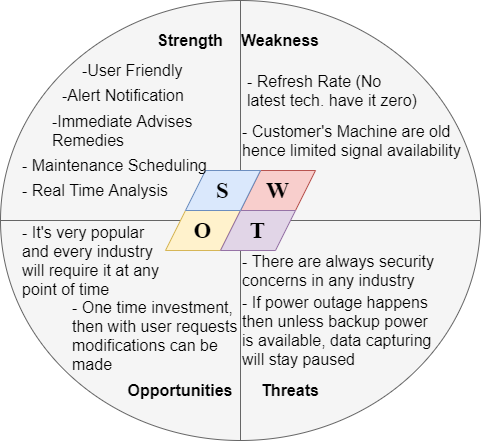 Strength
-User Friendly
-Alert Notification
-Immediate Advises
Remedies
- Maintenance Scheduling
- Real Time Analysis
Weakness
- Refresh Rate (No
latest tech. have it zero)
- Customer's Machine are old
hence limited signal availability
S W
O T
- It's very popular
and every industry
will require it at any
point of time
- One time investment,
then with user requests
modifications can be
made
Opportunities
- There are always security
concerns in any industry
- If power outage happens
then unless backup power
is available, data capturing
will stay paused
Threats